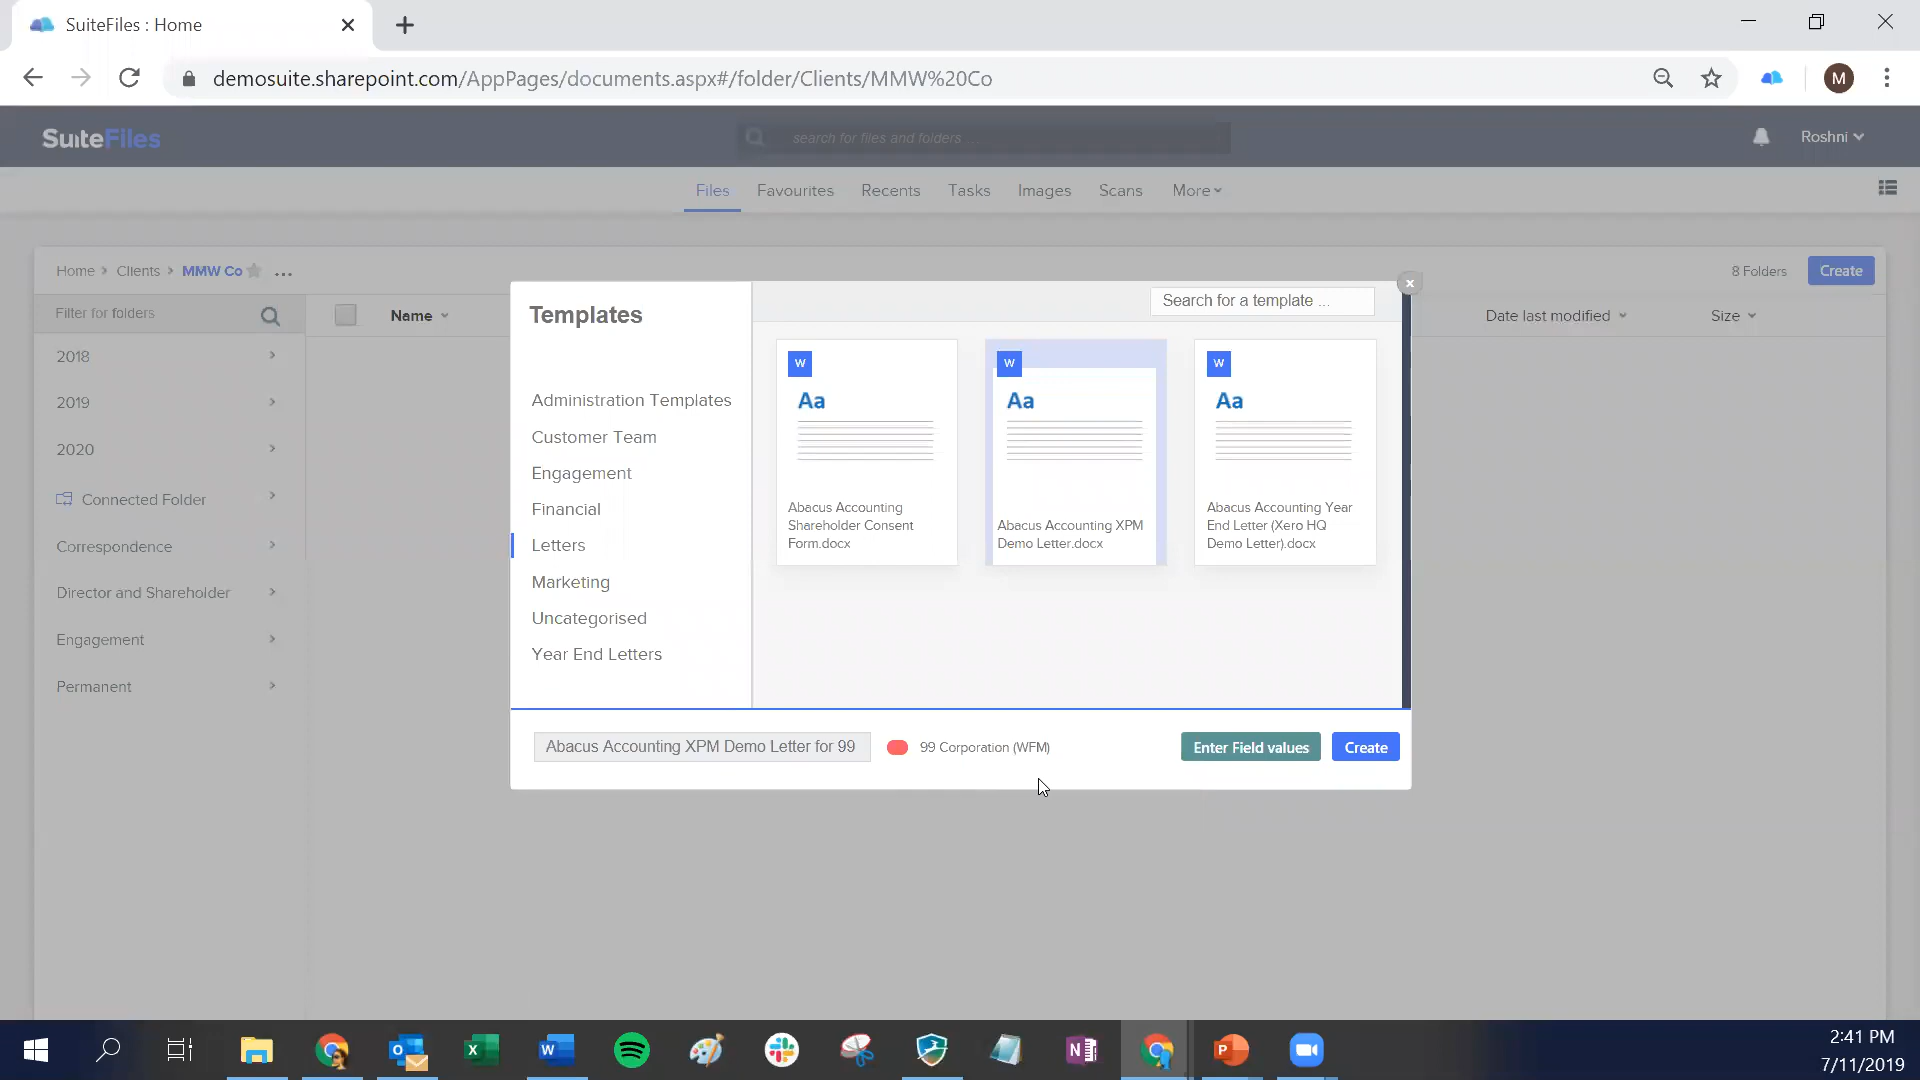 SuiteFiles : Home
demosuite.sharepoint.com/AppPages/documents.aspx#/folder/Clients/MMW%20Co
M
SuiteFiles
search for files and folders ...
Roshni
Files
Favourites
Recents
Tasks
Images
Scans
More
Home > Clients > MMW Co ...
8 Folders
Create
Filter for folders
Name
Date last modified
Size
2018
2019
2020
Connected Folder
Correspondence
Director and Shareholder
Engagement
Permanent
Templates
Search for a template ...
Administration Templates
Customer Team
Engagement
Financial
Letters
Marketing
Uncategorised
Year End Letters
W
Aa
Abacus Accounting
Shareholder Consent
Form.docx
W
Aa
Abacus Accounting XPM
Demo Letter.docx
W
Aa
Abacus Accounting Year
End Letter (Xero HQ
Demo Letter).docx
Abacus Accounting XPM Demo Letter for 99
99 Corporation (WFM)
Enter Field values
Create
2:41 PM
7/11/2019